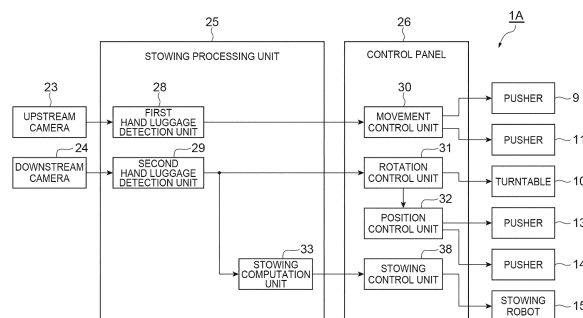 1A
25
26
STOWING PROCESSING UNIT
CONTROL PANEL
23
28
30
UPSTREAM
CAMERA
FIRST
HAND LUGGAGE
DETECTION UNIT
MOVEMENT
CONTROL UNIT
PUSHER
9
24
29
31
PUSHER
11
DOWNSTREAM
CAMERA
SECOND
HAND LUGGAGE
DETECTION UNIT
ROTATION
CONTROL UNIT
TURNTABLE
10
32
POSITION
CONTROL UNIT
PUSHER
13
33
38
PUSHER
14
STOWING
COMPUTATION
UNIT
STOWING
CONTROL UNIT
STOWING
ROBOT
15